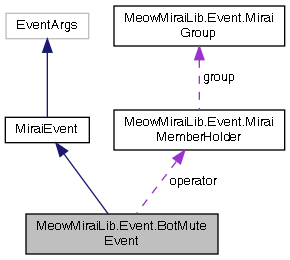 EventArgs
MeowMiraiLib.Event.Mirai
Group
group
MiraiEvent
MeowMiraiLib.Event.Mirai
MemberHolder
operator
MeowMiraiLib.Event.BotMute
Event